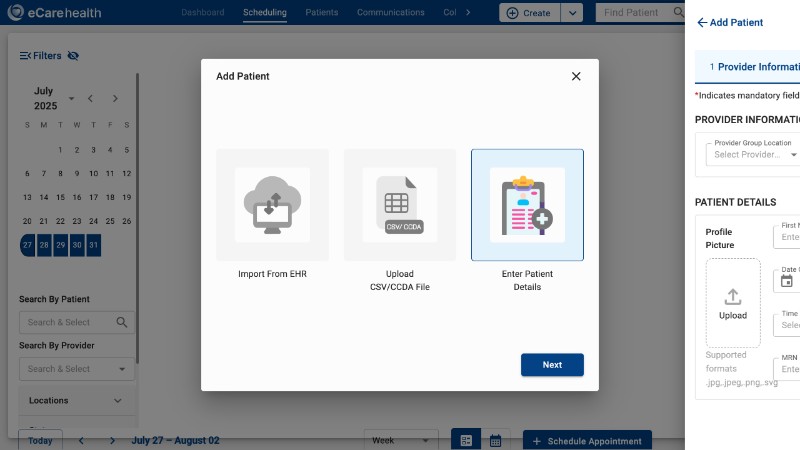 eCarehealth
Dashboard Scheduling Patients Communications
Create
Find Patient
Filters
July
2025
S M T W T F S
1 2 3 4 5
6 7 8 9 10 11 12
13 14 15 16 17 18 19
20 21 22 23 24 25 26
27 28 29 30 31
Search By Patient
Search & Select
Search By Provider
Search & Select
Locations
Today
July 27 – August 02
Week
+ Schedule Appointment
Add Patient
Import From EHR
CSV/ CCDA
Upload
CSV/CCDA File
Enter Patient
Details
Next
Add Patient
1 Provider Informati
*Indicates mandatory field
PROVIDER INFORMATIO
Provider Group Location
Select Provider...
PATIENT DETAILS
Profile
Picture
Upload
Supported
formats
.jpg,.jpeg,.png,.svg
First N
Ente
Date
Time
Sele
MRN
Ente